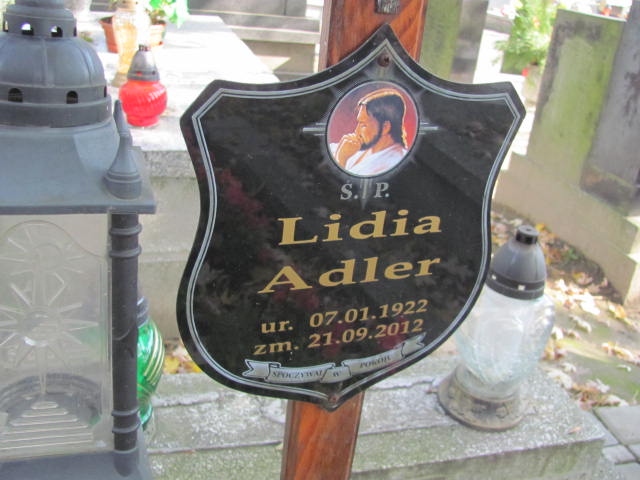 S. P.
Lidia
Adler
ur. 07.01.1922
zm. 21.09.2012
SPOCZYWAJ W POKOJU